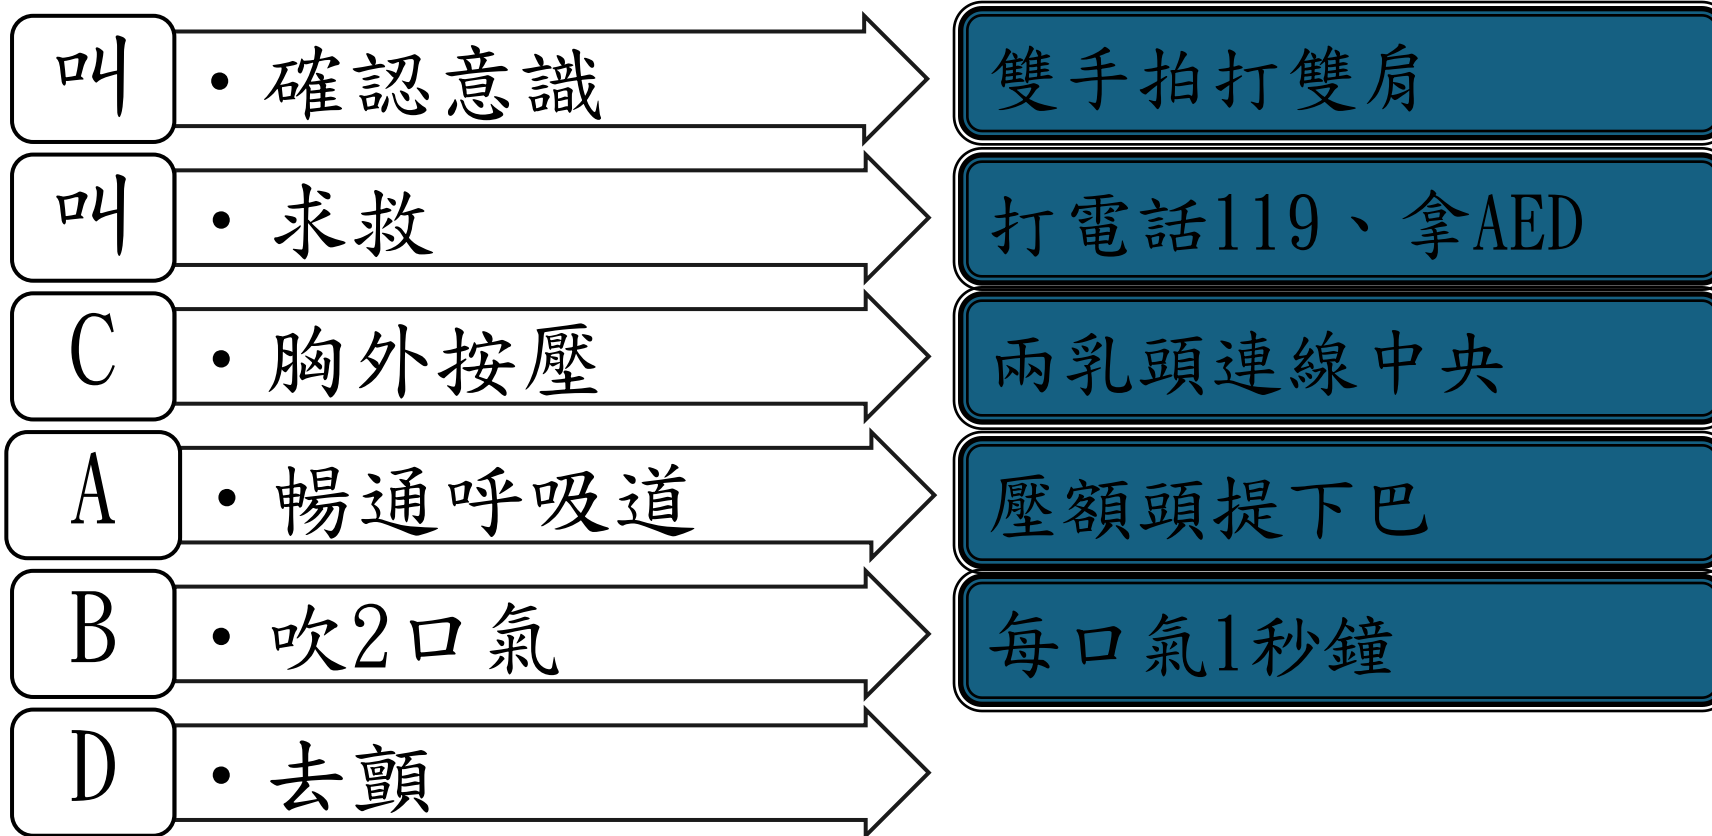 叫 •確認意識 雙手拍打雙肩
叫 •求救 打電話119、拿AED
C •胸外按壓 兩乳頭連線中央
A •暢通呼吸道 壓額頭提下巴
B •吹2口氣 每口氣1秒鐘
D •去顫